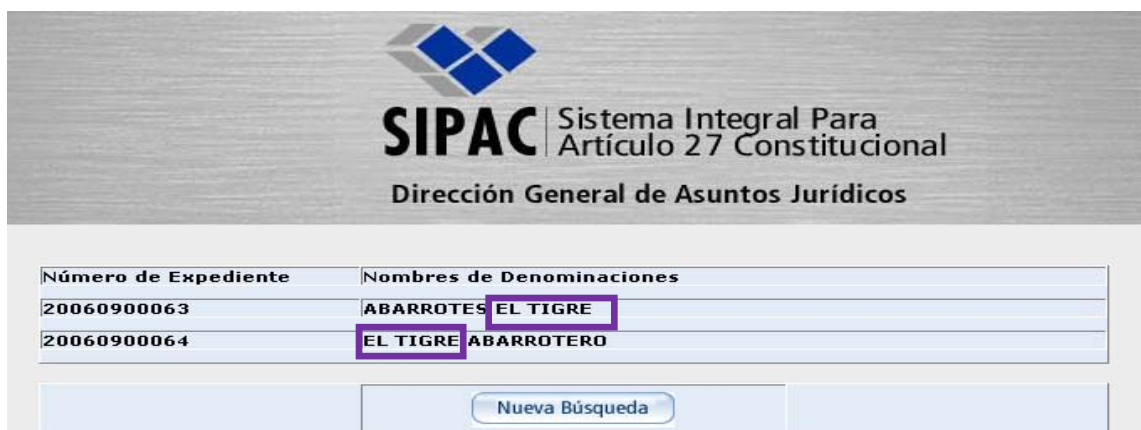 SIPAC Sistema Integral Para
Artículo 27 Constitucional
Dirección General de Asuntos Jurídicos
Número de Expediente Nombres de Denominaciones
20060900063 ABARROTES EL TIGRE
20060900064 EL TIGRE ABARROTERO
Nueva Búsqueda